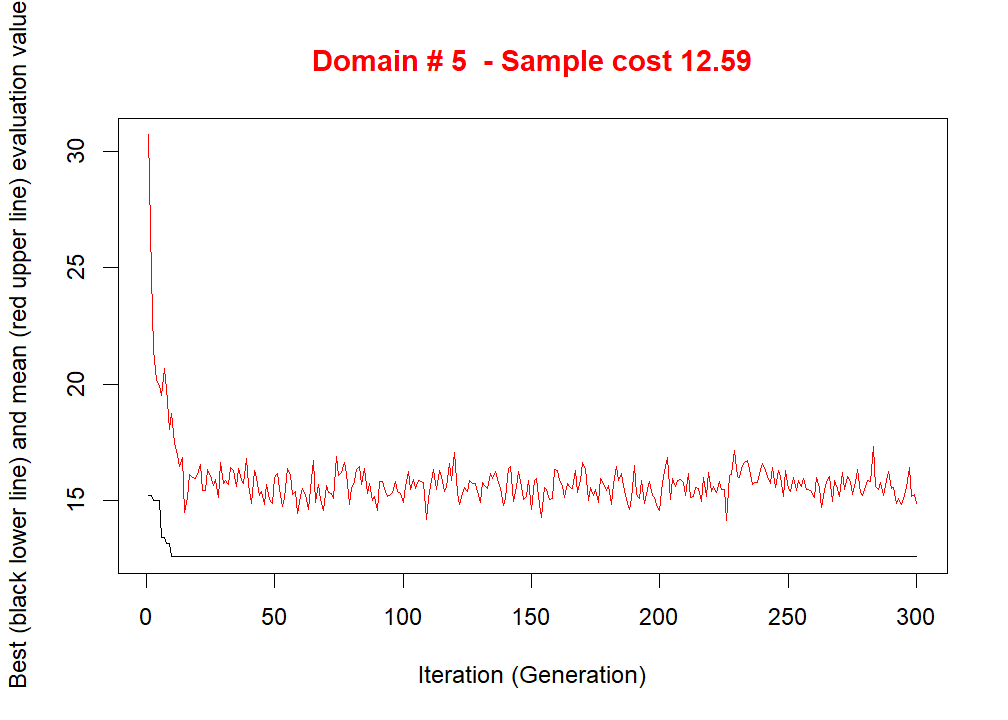 Domain # 5  - Sample cost 12.59
Best (black lower line) and mean (red upper line) evaluation value
30
25
20
15
0 50 100 150 200 250 300
Iteration (Generation)